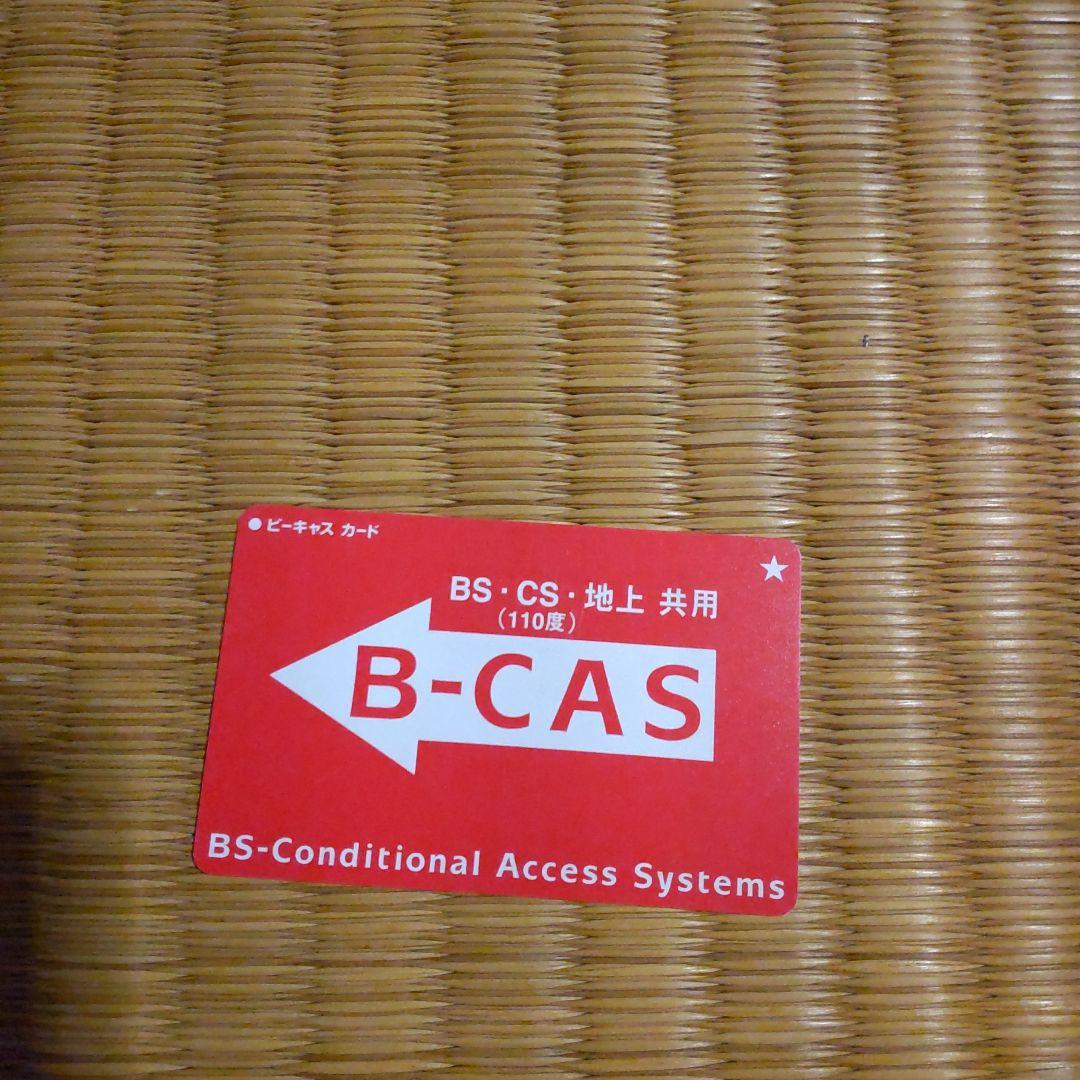 ●ビーキャス カード
★
BS・CS・地上 共用
(110度)
B-CAS
BS-Conditional Access Systems